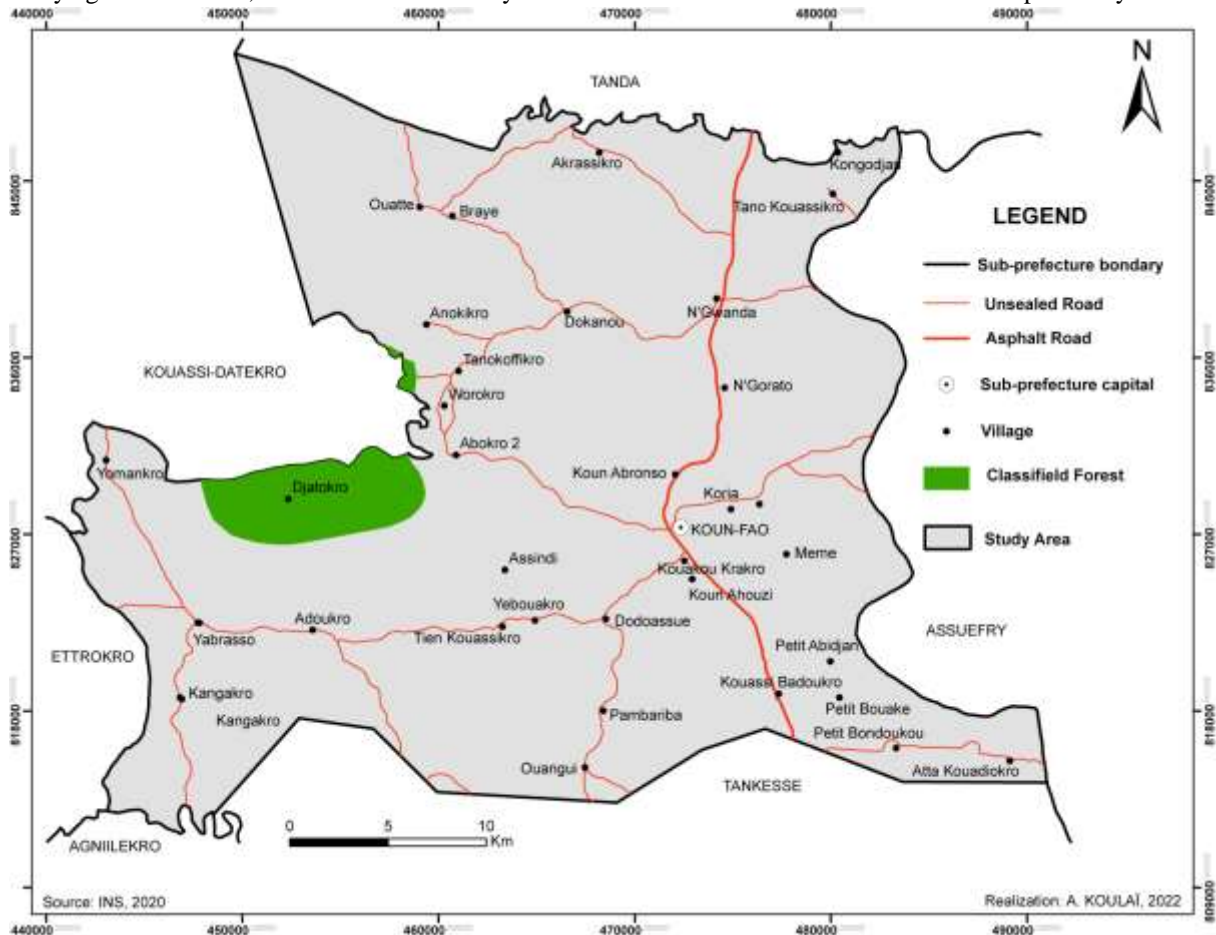 440000 450000 460000 470000 480000 490000
N
TANDA
Akrassikro
Kongodjan
845000
845000
Ouatte
Braye
Tano Kouassikro
LEGEND
Sub-prefecture bondary
Unsealed Road
Asphalt Road
Sub-prefecture capital
Village
Classifield Forest
Study Area
Anokikro
Dokanou
N'Gwanda
836000
836000
KOUASSI-DATEKRO
Tanokoffikro
N'Gorato
Worokro
Abokro 2
Yomankro
Koun Abronso
Djatokro
Koria
KOUN-FAO
827000
827000
Assindi
Meme
Kouakou Krakro
Koun Ahouzi
Yebouakro
Dodoassue
Adoukro
Tien Kouassikro
Yabrasso
ASSUEFRY
ETTROKRO
Petit Abidjan
Kangakro
Kouassi Badoukro
Kangakro
Petit Bouake
818000
818000
Pambariba
Petit Bondoukou
Ouangui
Atta Kouadiokro
TANKESSE
0 5 10
Km
AGNIILEKRO
8090000
Source: INS, 2020
Realization: A. KOULAÏ, 2022
440000 450000 460000 470000 480000 490000